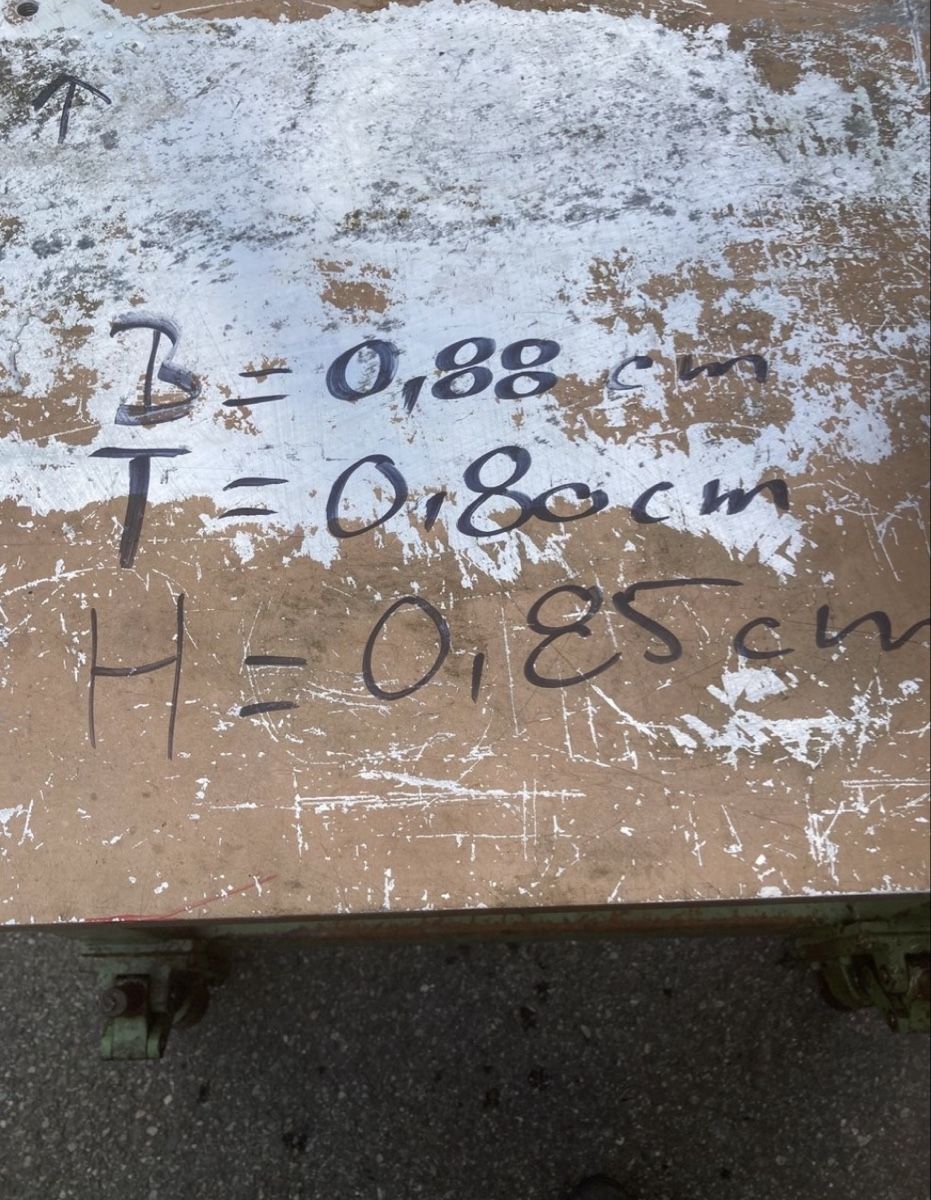 B = 0,88 cm
T = 0,80 cm
H = 0,85 cm